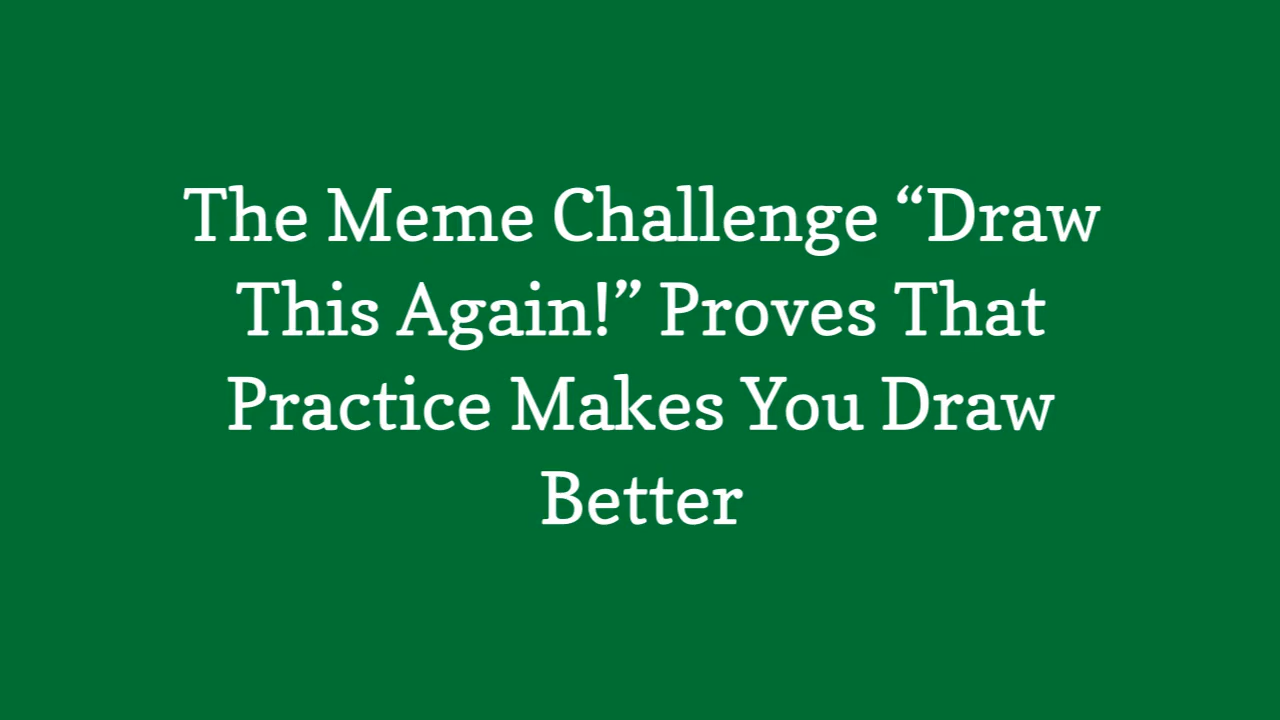 The Meme Challenge “Draw
This Again!” Proves That
Practice Makes You Draw
Better